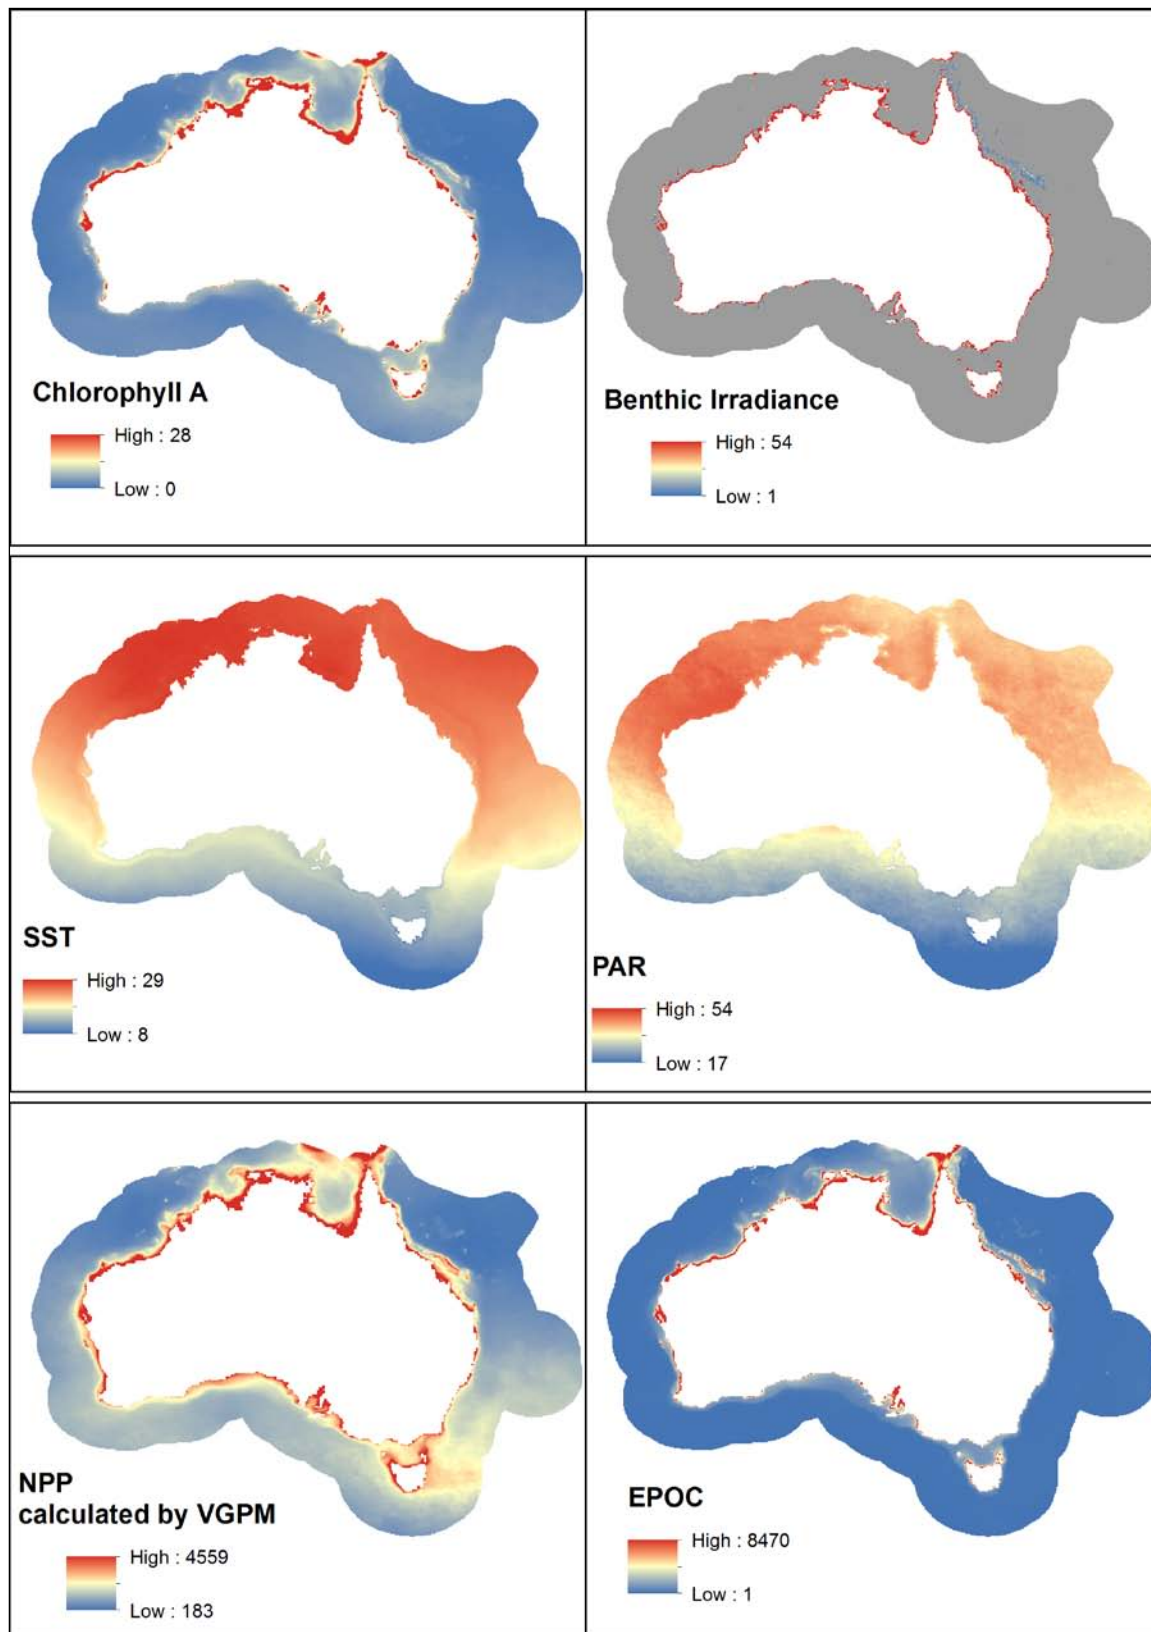 Chlorophyll A
High : 28
Low : 0
Benthic Irradiance
High : 54
Low : 1
SST
High : 29
Low : 8
PAR
High : 54
Low : 17
NPP
calculated by VGPM
High : 4559
Low : 183
EPOC
High : 8470
Low : 1